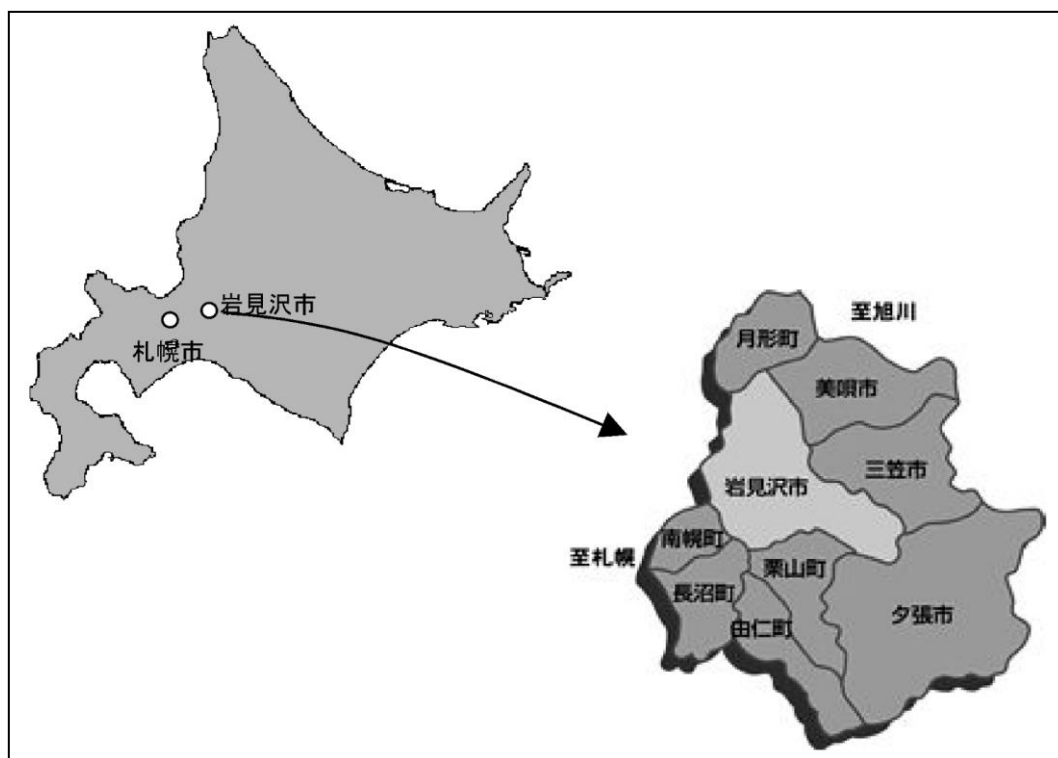 岩見沢市
札幌市
至旭川
月形町
美唄市
三笠市
岩見沢市
南幌町
至札幌
栗山町
長沼町
夕張市
由仁町